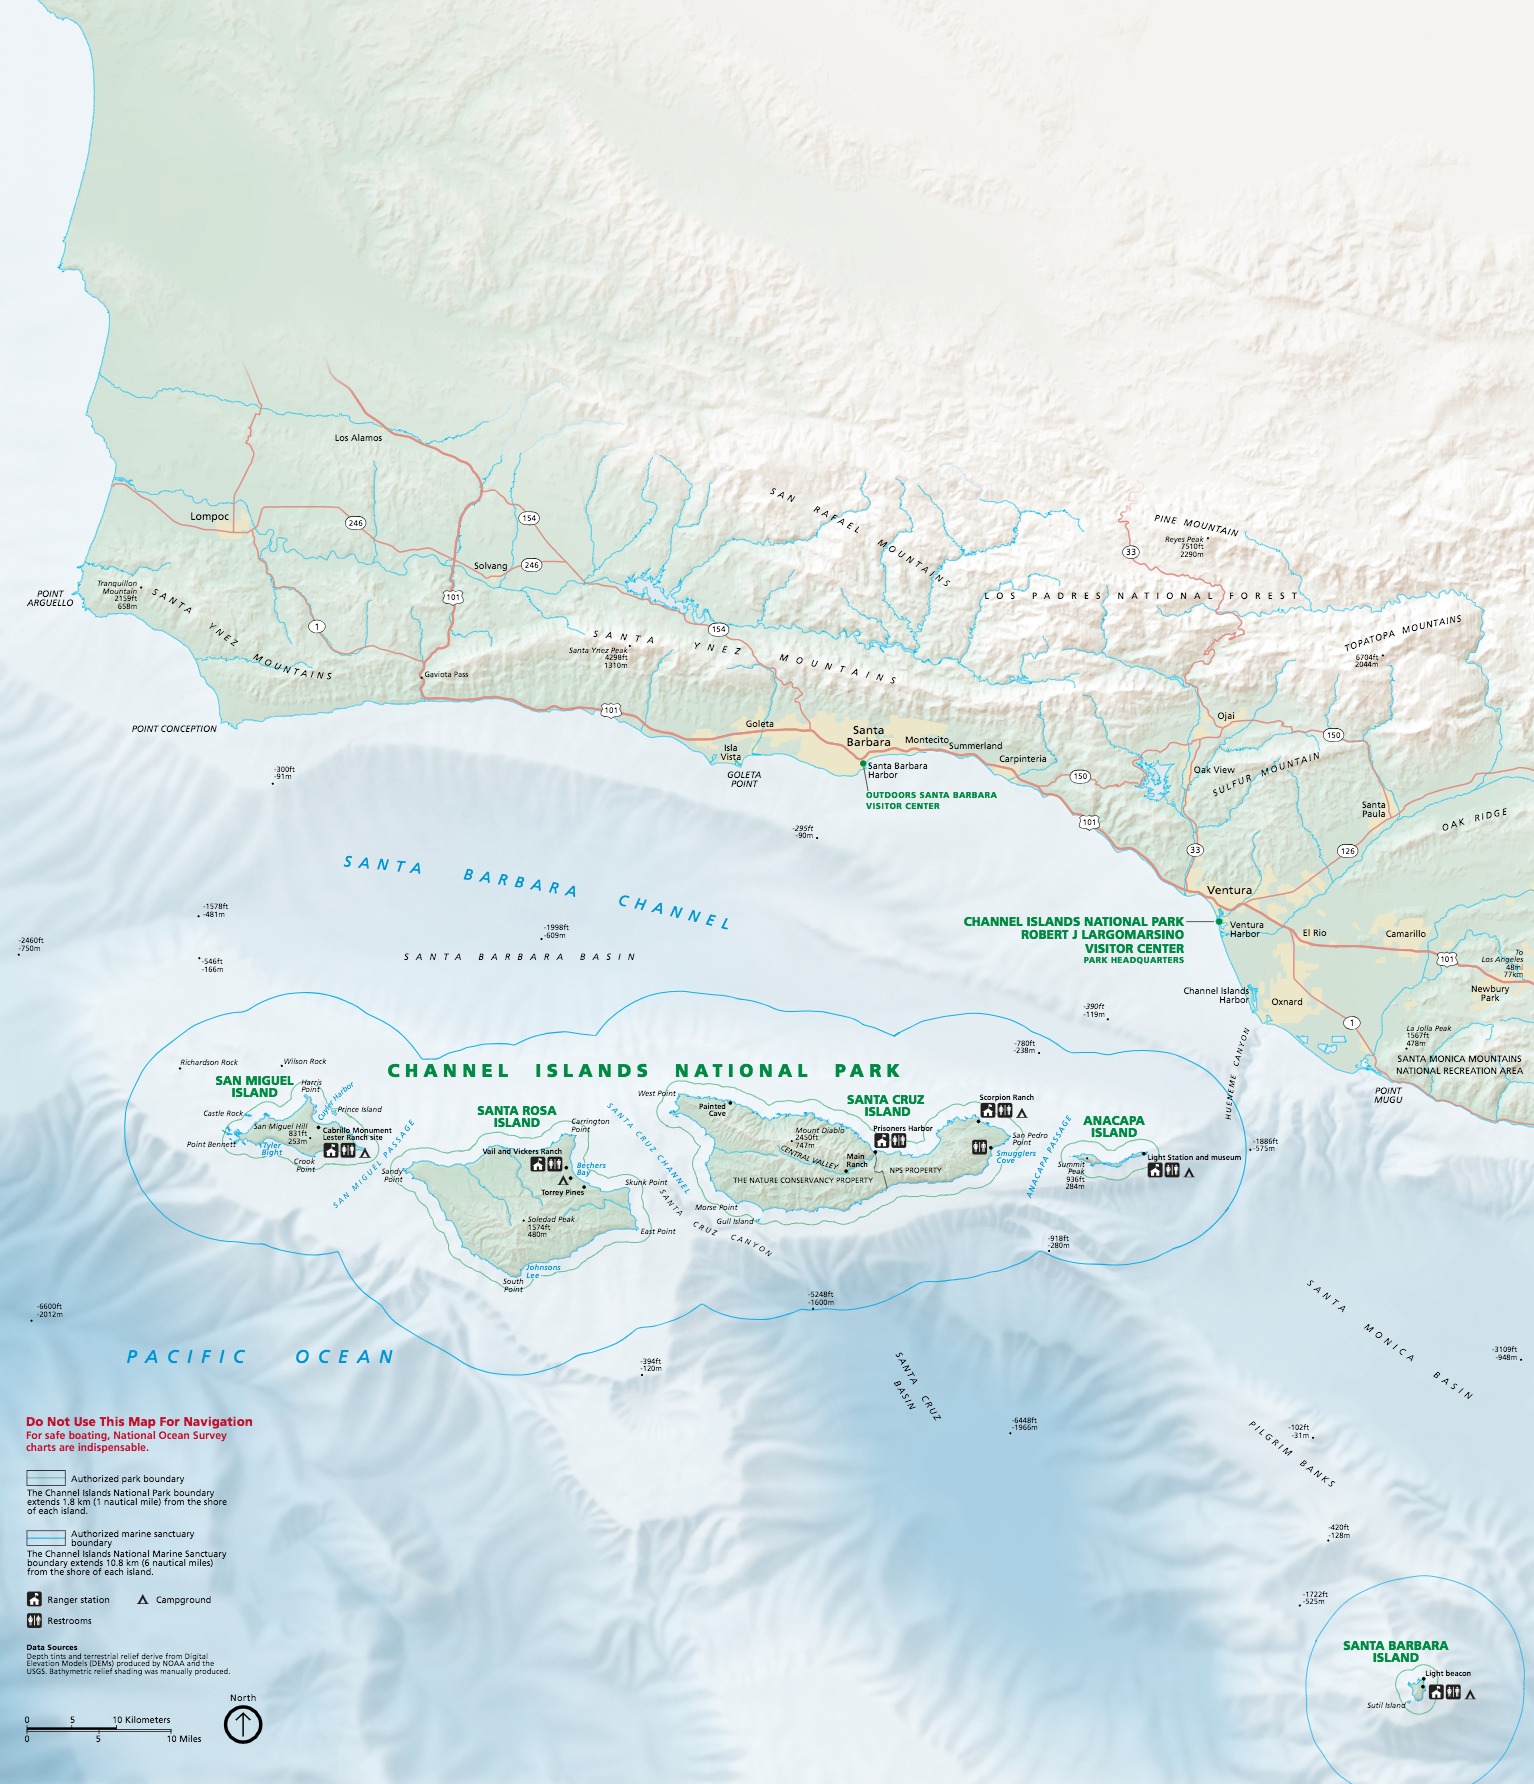 Los Alamos
Lompoc
246
154
Solvang
246
101
1
SAN RAFAEL MOUNTAINS
PINE MOUNTAIN
Reyes Peak
7510ft
2290m
33
LOS PADRES NATIONAL FOREST
TOPATOPA MOUNTAINS
6704ft
2044m
POINT
ARGUELLO
Tranquillon
Mountain
2159ft
658m
SANTA YNEZ MOUNTAINS
154
SANTA YNEZ MOUNTAINS
Santa Ynez Peak
4298ft
1310m
Gaviota Pass
101
POINT CONCEPTION
Goleta
Isla
Vista
GOLETA
POINT
Santa
Barbara
Montecito
Summerland
Carpinteria
Santa Barbara
Harbor
OUTDOORS SANTA BARBARA
VISITOR CENTER
Ojai
150
Oak View
SULFUR MOUNTAIN
150
101
Santa
Paula
OAK RIDGE
33
126
-300ft
-91m
-295ft
-90m
SANTA BARBARA CHANNEL
-1578ft
-481m
-2460ft
-750m
-546ft
-166m
-1998ft
-609m
SANTA BARBARA BASIN
Ventura
CHANNEL ISLANDS NATIONAL PARK
ROBERT J LARGOMARSINO
VISITOR CENTER
PARK HEADQUARTERS
Ventura
Harbor
El Rio
Camarillo
101
To
Los Angeles
48mi
77km
Newbury
Park
Channel Islands
Harbor
Oxnard
1
-390ft
-119m
-780ft
-238m
HUENEME CANYON
La Jolla Peak
1567ft
478m
SANTA MONICA MOUNTAINS
NATIONAL RECREATION AREA
POINT
MUGU
CHANNEL ISLANDS NATIONAL PARK
Richardson Rock
Wilson Rock
SAN MIGUEL
ISLAND
Harris
Point
Cuyler Harbor
Prince Island
Castle Rock
San Miguel Hill
831ft
253m
Cabrillo Monument
Lester Ranch site
Point Bennett
Tyler
Bight
Crook
Point
SAN MIGUEL PASSAGE
SANTA ROSA
ISLAND
Carrington
Point
Vail and Vickers Ranch
Bechers
Bay
Sandy
Point
Torrey Pines
Skunk Point
Soledad Peak
1574ft
480m
East Point
Johnsons
Lee
South
Point
SANTA CRUZ CHANNEL
SANTA CRUZ CANYON
West Point
Painted
Cave
SANTA CRUZ
ISLAND
Scorpion Ranch
Prisoners Harbor
Mount Diablo
2450ft
747m
CENTRAL VALLEY
Main
Ranch
NPS PROPERTY
THE NATURE CONSERVANCY PROPERTY
San Pedro
Point
Smugglers
Cove
Morse Point
Gull Island
ANACAPA PASSAGE
ANACAPA
ISLAND
Light Station and museum
Summit
Peak
936ft
284m
-1886ft
-575m
-918ft
-280m
-5248ft
-1600m
-6600ft
-2012m
PACIFIC OCEAN
-394ft
-120m
SANTA CRUZ
BASIN
-6448ft
-1966m
SANTA MONICA BASIN
-3109ft
-948m
-102ft
-31m
PILGRIM BANKS
-420ft
-128m
-1722ft
-525m
SANTA BARBARA
ISLAND
Light beacon
Sutil Island
Do Not Use This Map For Navigation
For safe boating, National Ocean Survey
charts are indispensable.
Authorized park boundary
The Channel Islands National Park boundary
extends 1.8 km (1 nautical mile) from the shore
of each island.
Authorized marine sanctuary
boundary
The Channel Islands National Marine Sanctuary
boundary extends 10.8 km (6 nautical miles)
from the shore of each island.
Ranger station
Campground
Restrooms
Data Sources
Depth tints and terrestrial relief derive from Digital
Elevation Models (DEMs) produced by NOAA and the
USGS. Bathymetric relief shading was manually produced.
North
0 5 10 Kilometers
0 5 10 Miles